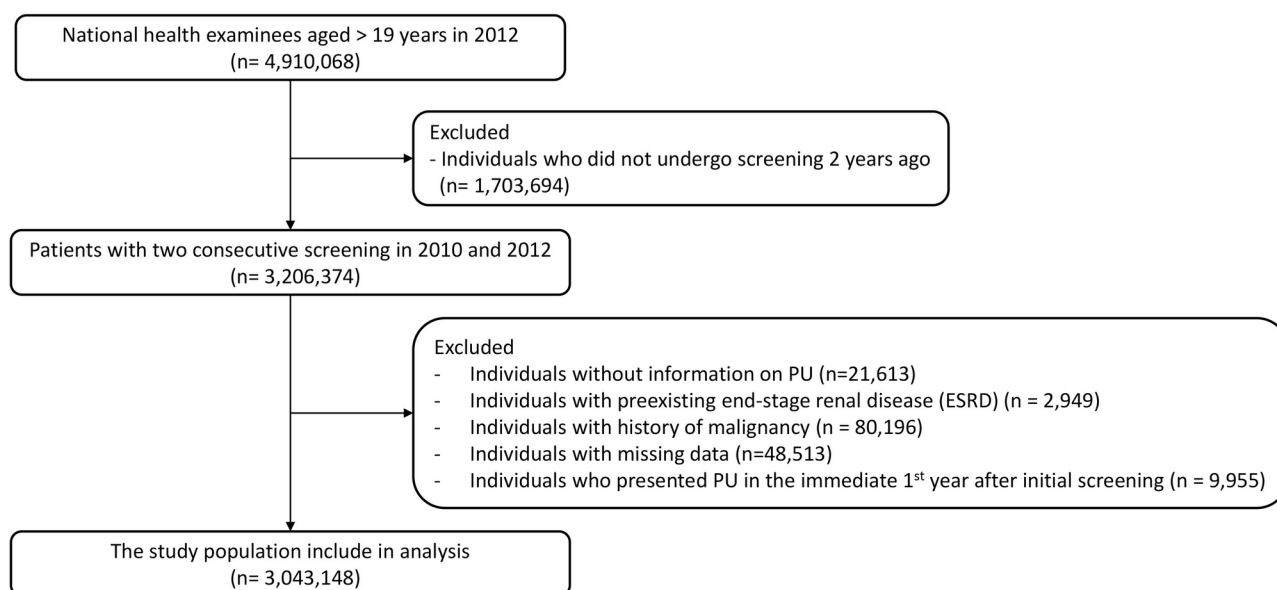 National health examinees aged > 19 years in 2012
(n= 4,910,068)
Excluded
- Individuals who did not undergo screening 2 years ago
(n= 1,703,694)
Patients with two consecutive screening in 2010 and 2012
(n= 3,206,374)
Excluded
- Individuals without information on PU (n=21,613)
- Individuals with preexisting end-stage renal disease (ESRD) (n = 2,949)
- Individuals with history of malignancy (n = 80,196)
- Individuals with missing data (n=48,513)
- Individuals who presented PU in the immediate 1st year after initial screening (n = 9,955)
The study population include in analysis
(n= 3,043,148)